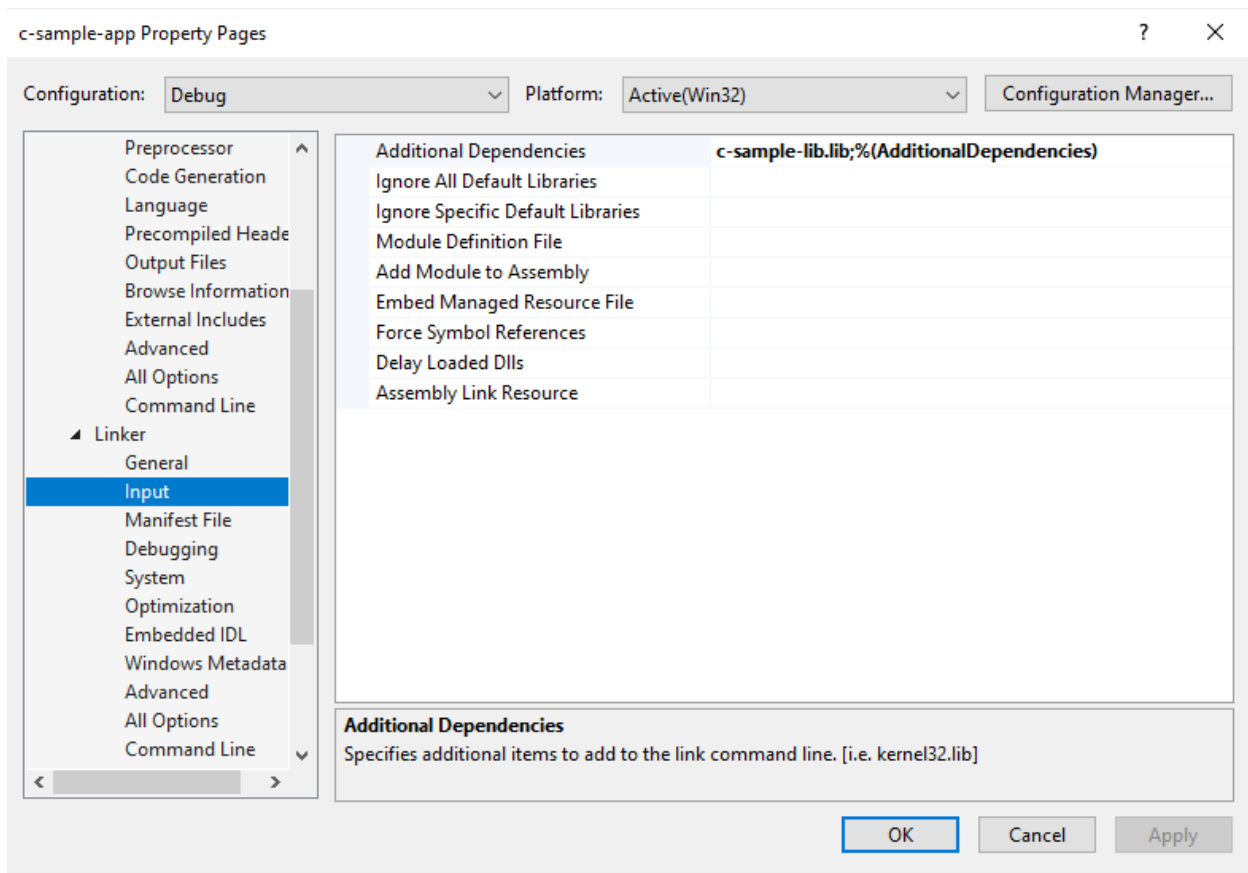 c-sample-app Property Pages
? ×
Configuration: Debug Platform: Active(Win32) Configuration Manager...
Preprocessor
Code Generation
Language
Precompiled Heade
Output Files
Browse Information
External Includes
Advanced
All Options
Command Line
Linker
General
Input
Manifest File
Debugging
System
Optimization
Embedded IDL
Windows Metadata
Advanced
All Options
Command Line
Additional Dependencies c-sample-lib.lib;%(AdditionalDependencies)
Ignore All Default Libraries
Ignore Specific Default Libraries
Module Definition File
Add Module to Assembly
Embed Managed Resource File
Force Symbol References
Delay Loaded Dlls
Assembly Link Resource
Additional Dependencies
Specifies additional items to add to the link command line. [i.e. kernel32.lib]
OK Cancel Apply